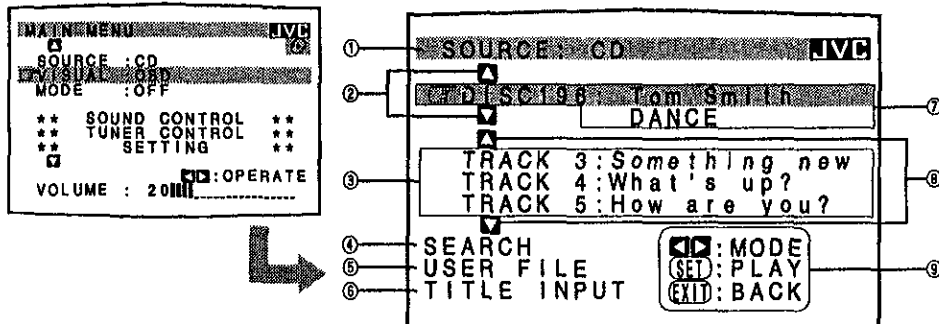 MAIN MENU JVC
SOURCE :CD
VISUAL :OSD
MODE :OFF
** SOUND CONTROL **
** TUNER CONTROL **
** SETTING **
:OPERATE
VOLUME : 20
① SOURCE: CD JVC
②
DISC196: Tom Smith ⑦
DANCE
③ TRACK 3:Something new ⑧
TRACK 4:What's up?
TRACK 5:How are you?
④ SEARCH
⑤ USER FILE
⑥ TITLE INPUT
:MODE
SET: PLAY ⑨
EXIT: BACK